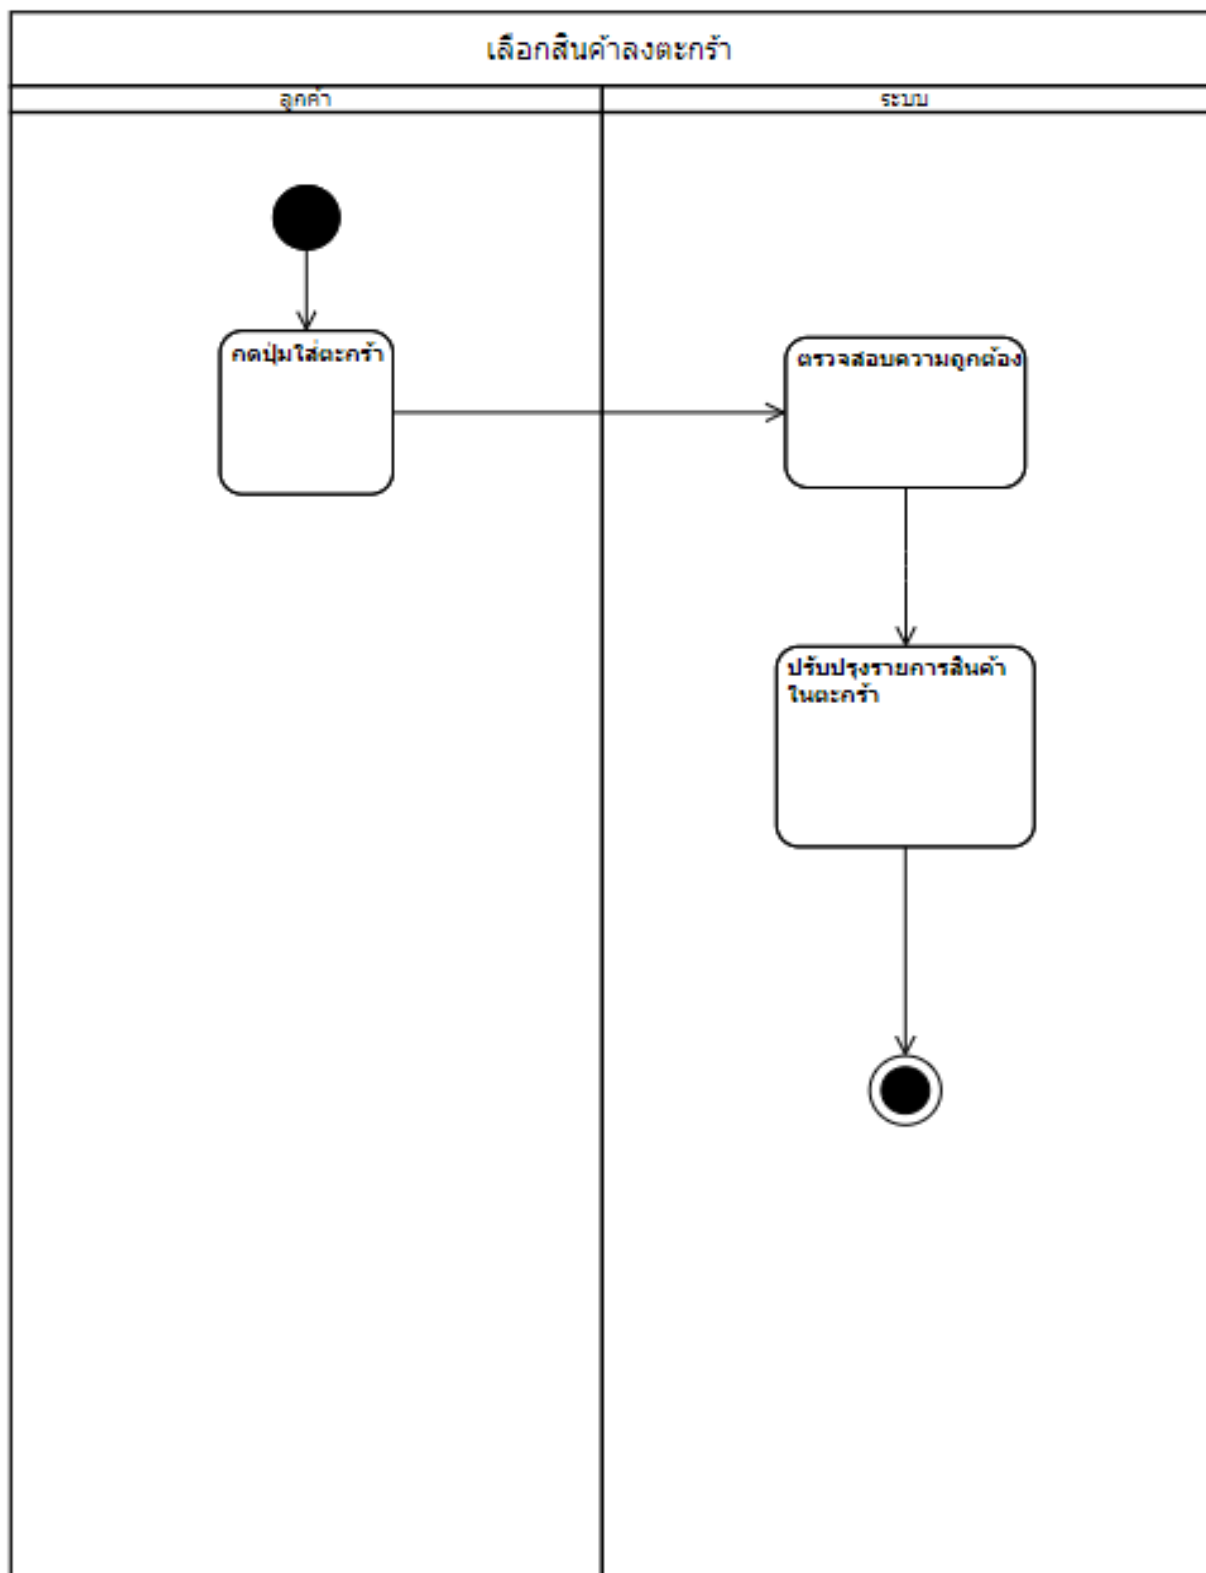 เลือกสินค้าลงตะกร้า
ลูกค้า
ระบบ
กดปุ่มใส่ตะกร้า
ตรวจสอบความถูกต้อง
ปรับปรุงรายการสินค้า
ในตะกร้า